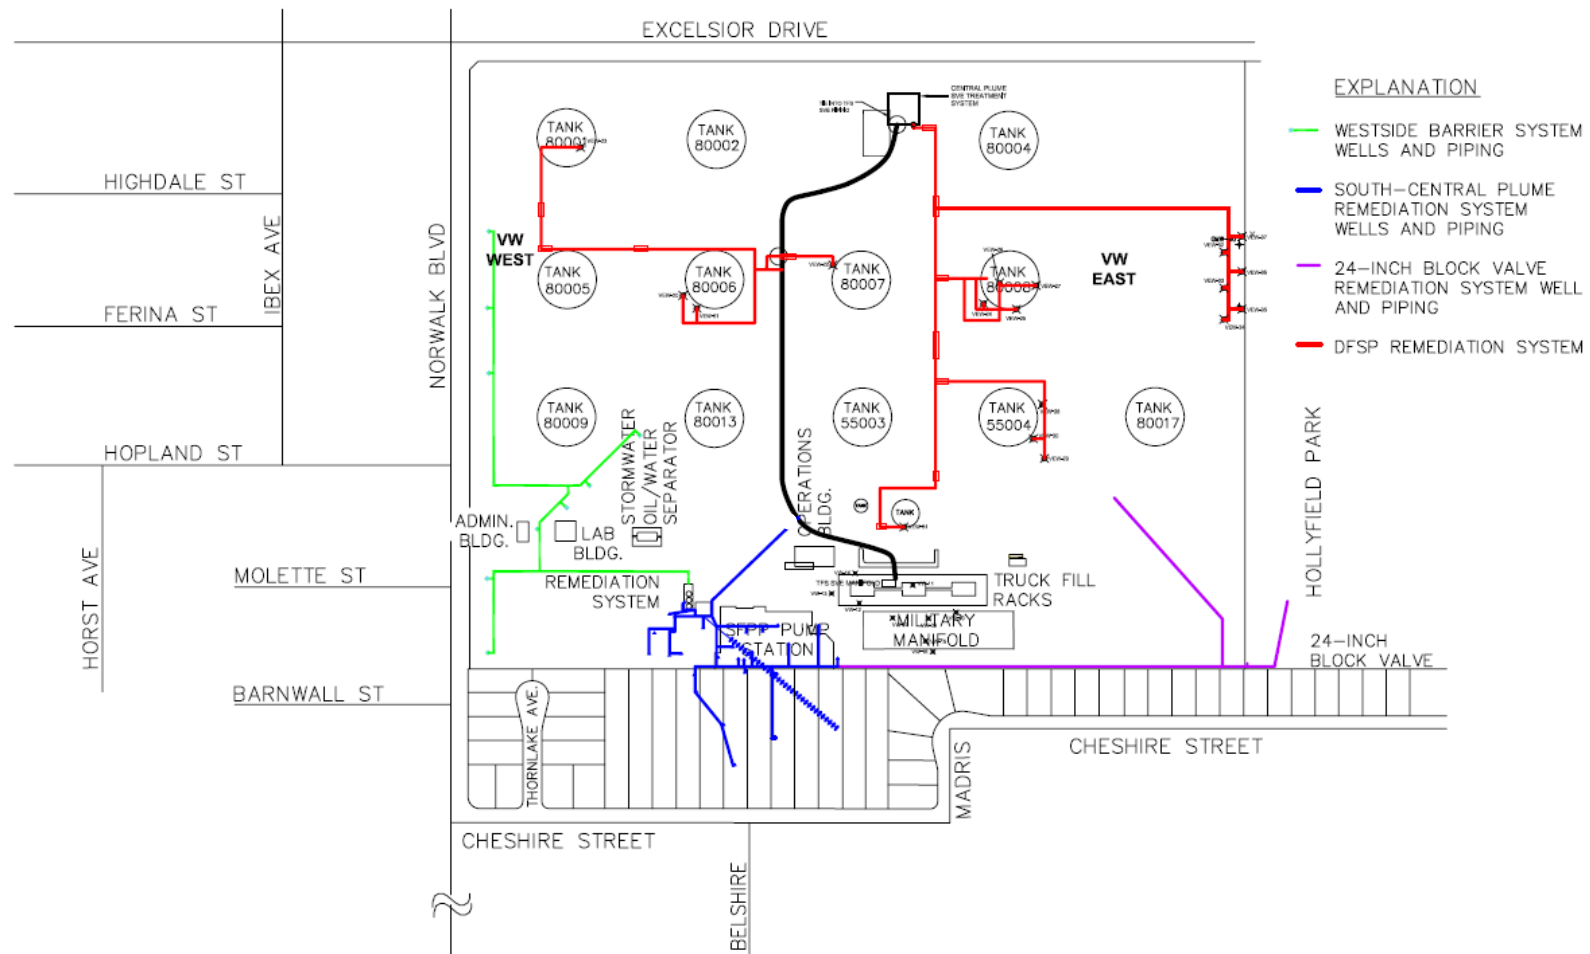 EXCELSIOR DRIVE
CENTRAL PLUME
SVE TREATMENT
SYSTEM
EXPLANATION
WESTSIDE BARRIER SYSTEM
WELLS AND PIPING
SOUTH-CENTRAL PLUME
REMEDIATION SYSTEM
WELLS AND PIPING
24-INCH BLOCK VALVE
REMEDIATION SYSTEM WELL
AND PIPING
DFSP REMEDIATION SYSTEM
TANK
80001
TANK
80002
TANK
80004
HIGHDALE ST
IBEX AVE
NORWALK BLVD
VW
WEST
TANK
80005
TANK
80006
TANK
80007
TANK
80008
VW
EAST
FERINA ST
TANK
80009
TANK
80013
TANK
55003
TANK
55004
TANK
80017
HOPLAND ST
STORMWATER
OIL/WATER
SEPARATOR
OPERATIONS
BLDG.
HOLLYFIELD PARK
TANK
ADMIN.
BLDG.
LAB
BLDG.
HORST AVE
MOLETTE ST
REMEDIATION
SYSTEM
TFS SVE MANIFOLD
TRUCK FILL
RACKS
SFPP PUMP
STATION
MILITARY
MANIFOLD
24-INCH
BLOCK VALVE
BARNWALL ST
THORNLAKE AVE.
MADRIS
CHESHIRE STREET
CHESHIRE STREET
BELSHIRE